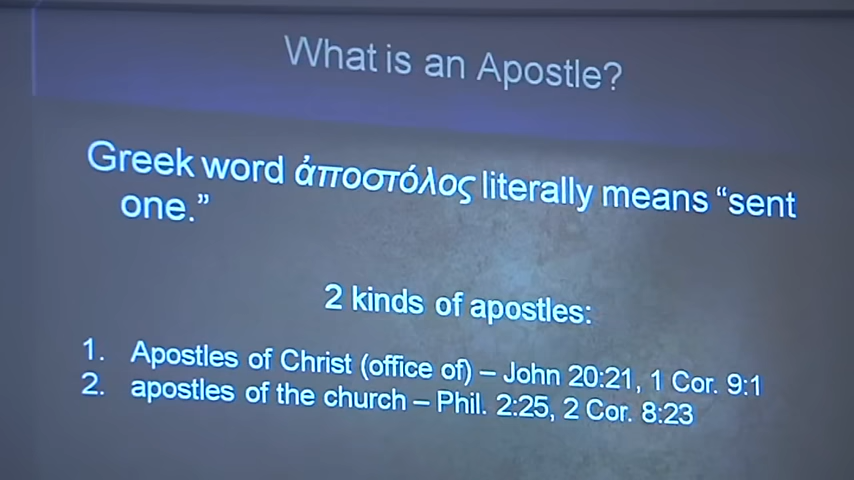 What is an Apostle?
Greek word ἀποστόλος literally means “sent
one.”
2 kinds of apostles:
1. Apostles of Christ (office of) – John 20:21, 1 Cor. 9:1
2. apostles of the church – Phil. 2:25, 2 Cor. 8:23